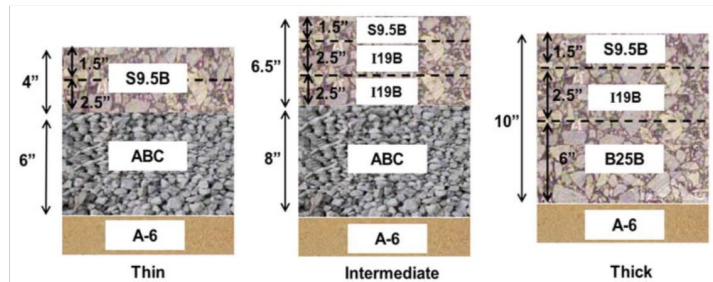 4”
1.5”
2.5”
S9.5B
6”
ABC
A-6
Thin
6.5”
1.5”
2.5”
2.5”
S9.5B
I19B
I19B
8”
ABC
A-6
Intermediate
10”
1.5”
2.5”
6”
S9.5B
I19B
B25B
A-6
Thick